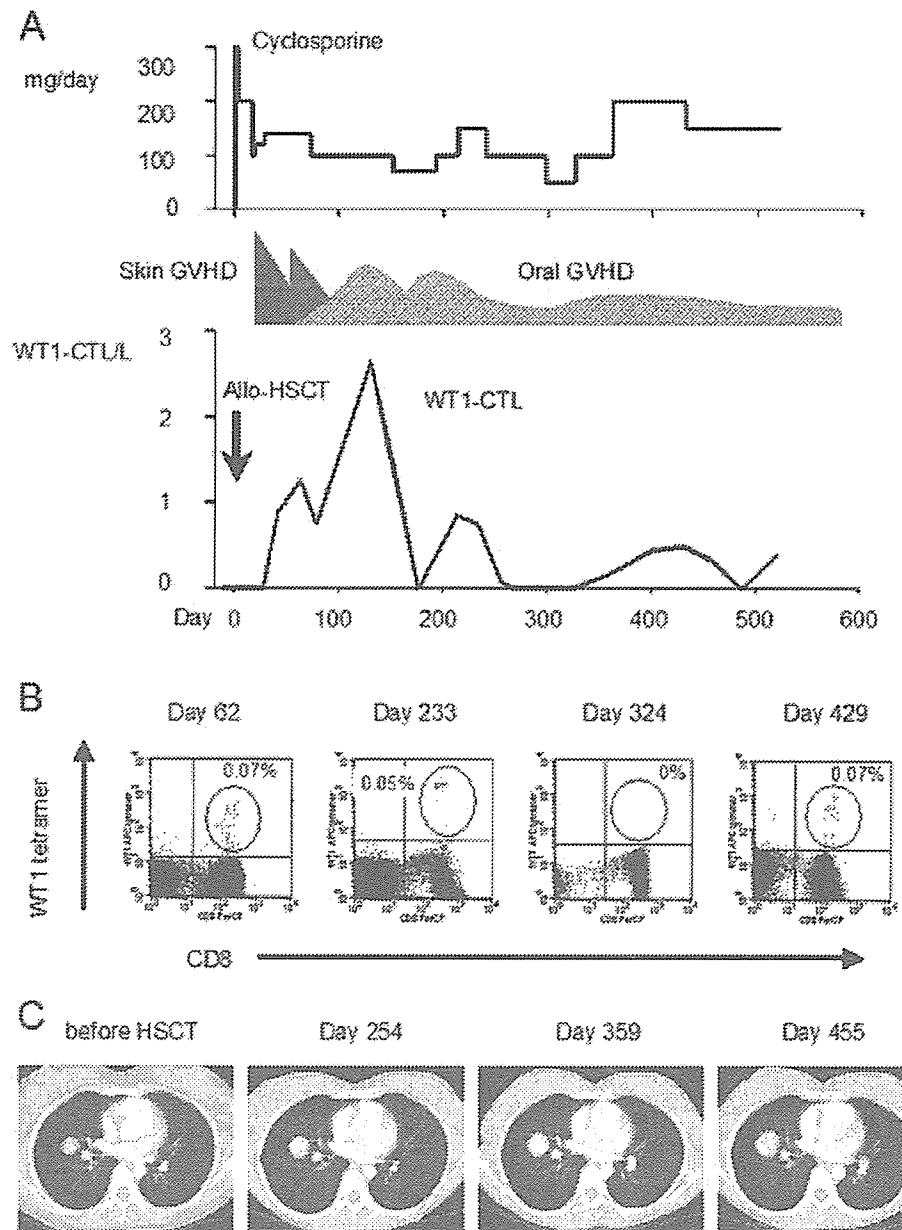 A
Cyclosporine
mg/day
300
200
100
0
Skin GVHD
Oral GVHD
WT1-CTL/L
3
2
1
0
Allo-HSCT
WT1-CTL
Day 0 100 200 300 400 500 600
B
Day 62 Day 233 Day 324 Day 429
WT1 tetramer
0.07%
0.05%
0%
0.07%
CD8
C
before HSCT Day 254 Day 359 Day 455